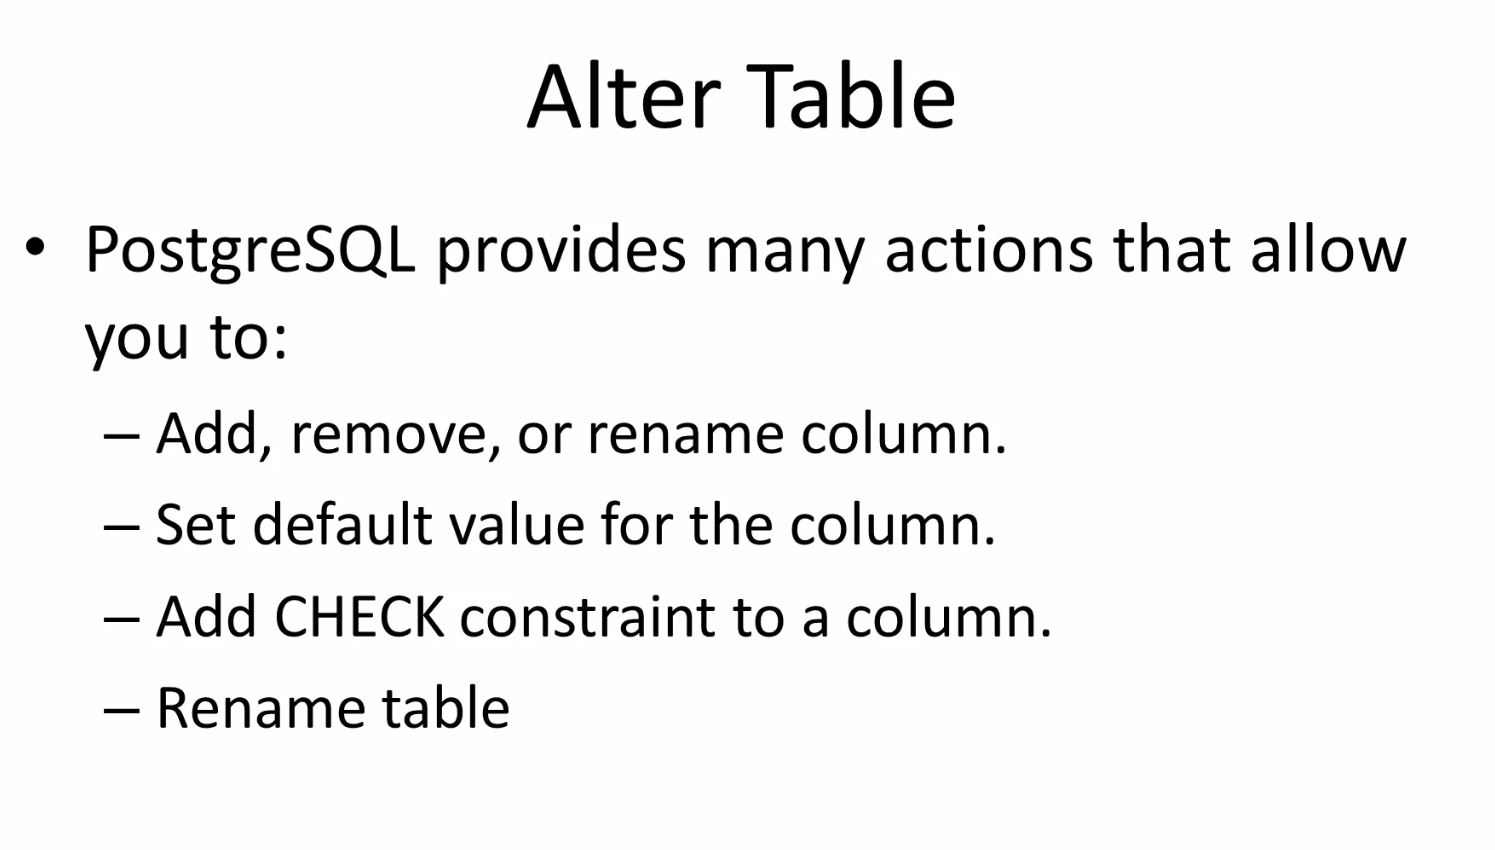 Alter Table
• PostgreSQL provides many actions that allow
you to:
– Add, remove, or rename column.
– Set default value for the column.
– Add CHECK constraint to a column.
– Rename table